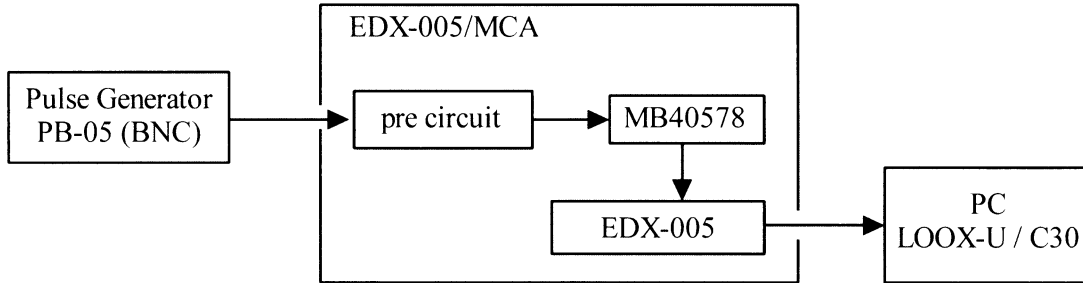 EDX-005/MCA
Pulse Generator
PB-05 (BNC)
pre circuit
MB40578
EDX-005
PC
LOOX-U / C30